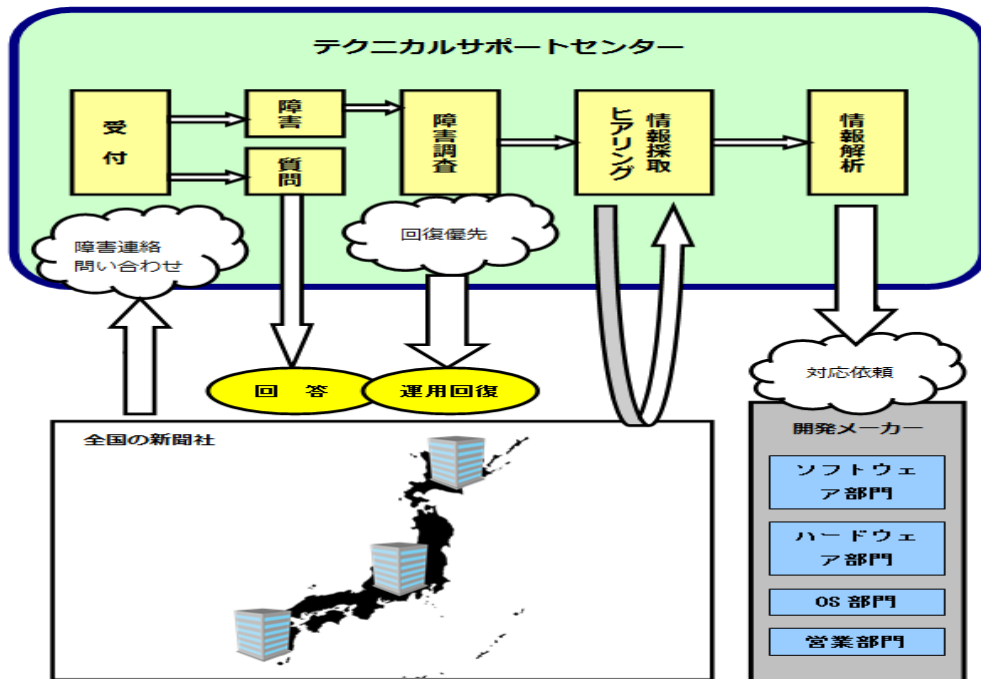 テクニカルサポートセンター
受付
障害
質問
障害調査
情報採取
ヒアリング
情報解析
障害連絡
問い合わせ
回復優先
回 答
運用回復
対応依頼
全国の新聞社
開発メーカー
ソフトウェ
ア部門
ハードウェ
ア部門
OS 部門
営業部門